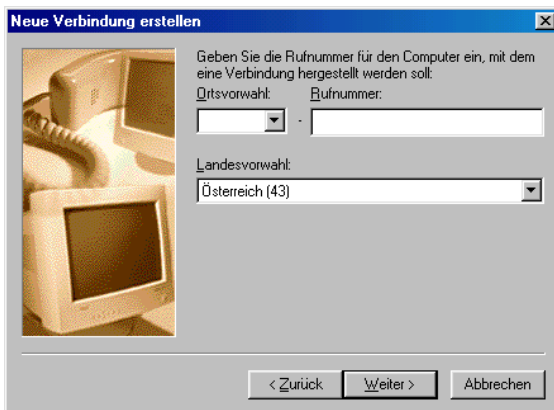 Neue Verbindung erstellen
Geben Sie die Rufnummer für den Computer ein, mit dem
eine Verbindung hergestellt werden soll:
Ortsvorwahl: Rufnummer:
-
Landesvorwahl:
Österreich (43)
< Zurück Weiter > Abbrechen